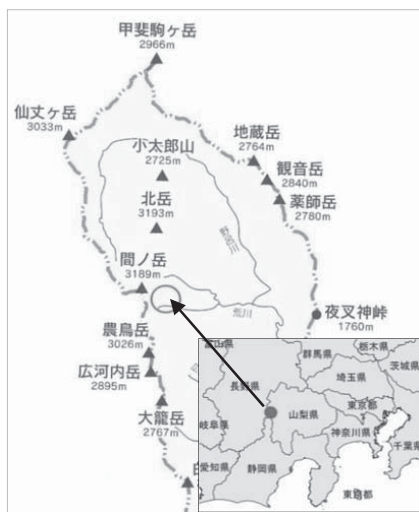 甲斐駒ヶ岳
2966m
仙丈ヶ岳
3033m
地蔵岳
2764m
小太郎山
2725m
観音岳
2840m
薬師岳
2780m
北岳
3193m
間ノ岳
3189m
荒川
夜叉神峠
1760m
農鳥岳
3026m
広河内岳
2895m
大籠岳
2767m
富山県
群馬県
栃木県
茨城県
長野県
埼玉県
山梨県
東京都
岐阜県
神奈川県
千葉県
愛知県
静岡県
東京都